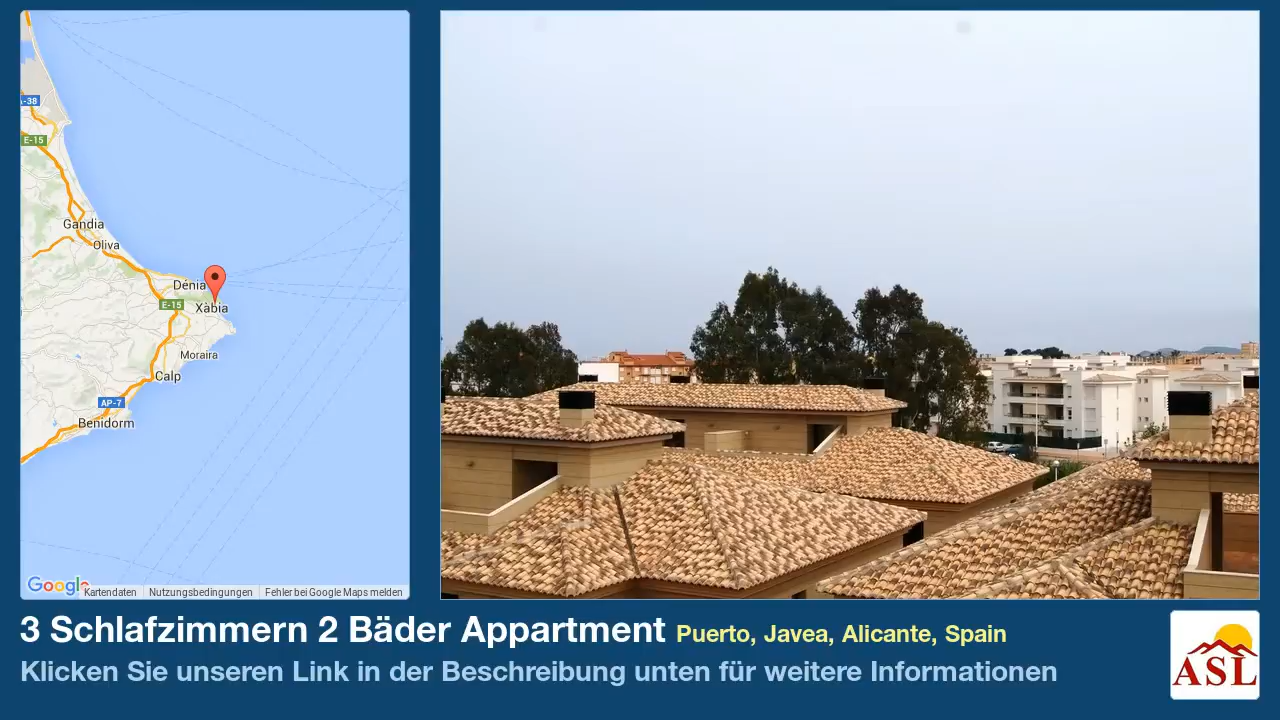 A-38
E-15
Gandia
Oliva
Dénia
E-15
Xàbia
Moraira
Calp
AP-7
Benidorm
Google
Kartendaten
Nutzungsbedingungen
Fehler bei Google Maps melden
3 Schlafzimmern 2 Bäder Appartment Puerto, Javea, Alicante, Spain
Klicken Sie unseren Link in der Beschreibung unten für weitere Informationen
ASL